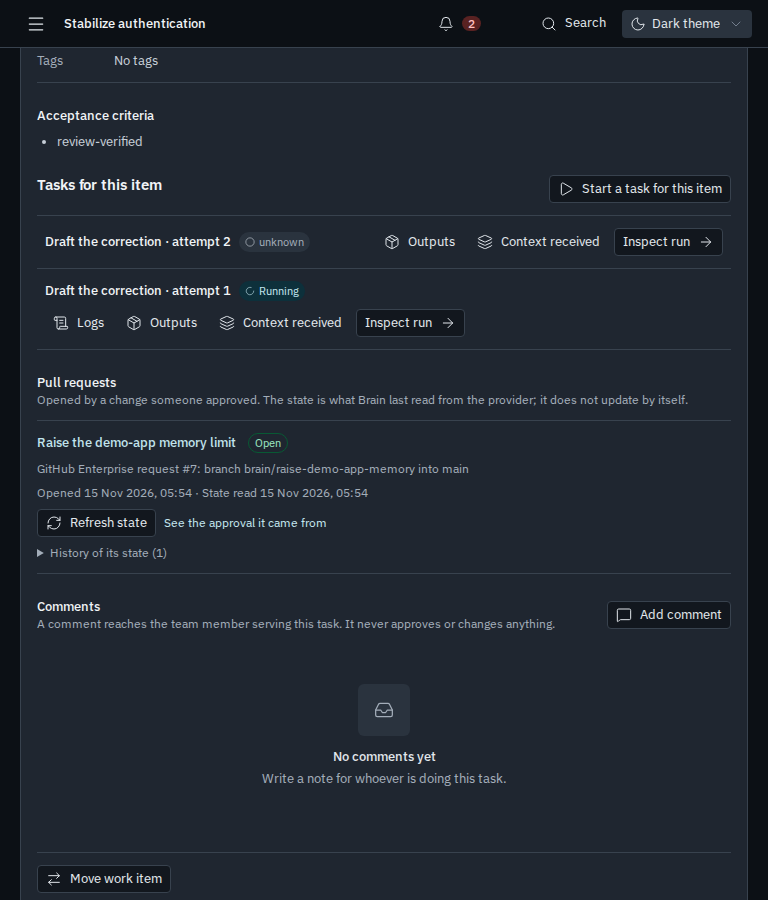 Stabilize authentication
2
Search
Dark theme
Tags No tags
Acceptance criteria
• review-verified
Tasks for this item
Start a task for this item
Draft the correction · attempt 2 unknown Outputs Context received Inspect run
Draft the correction · attempt 1 Running
Logs Outputs Context received Inspect run
Pull requests
Opened by a change someone approved. The state is what Brain last read from the provider; it does not update by itself.
Raise the demo-app memory limit Open
GitHub Enterprise request #7: branch brain/raise-demo-app-memory into main
Opened 15 Nov 2026, 05:54 · State read 15 Nov 2026, 05:54
Refresh state See the approval it came from
History of its state (1)
Comments
A comment reaches the team member serving this task. It never approves or changes anything.
Add comment
No comments yet
Write a note for whoever is doing this task.
Move work item